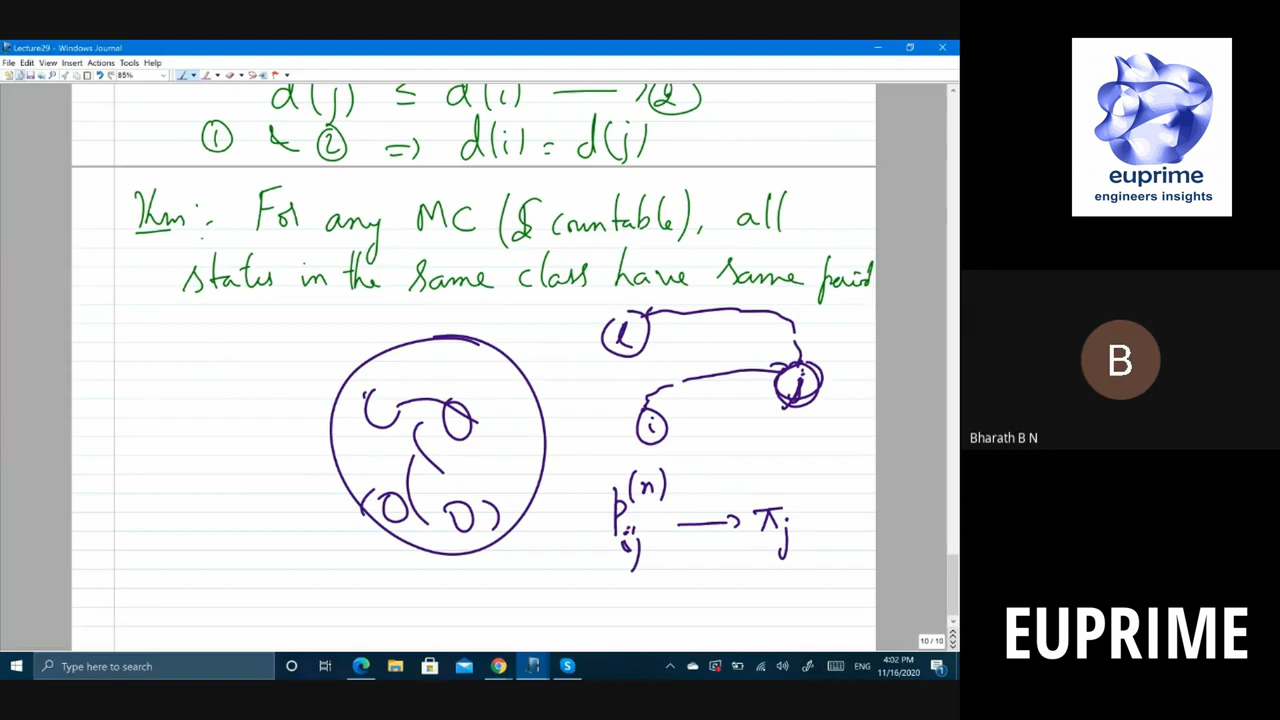 Lecture29 - Windows Journal
File Edit View Insert Actions Tools Help
85%
d(j) ≤ d(i) — (2)
① & ② => d(i) = d(j)
For any MC ($ countable), all
states in the same class have same
l
j
i
p_ij^(n) → π_j
10 / 10
Type here to search
ENG
4:02 PM
11/16/2020
1
euprime
engineers insights
B
Bharath B N
EUPRIME